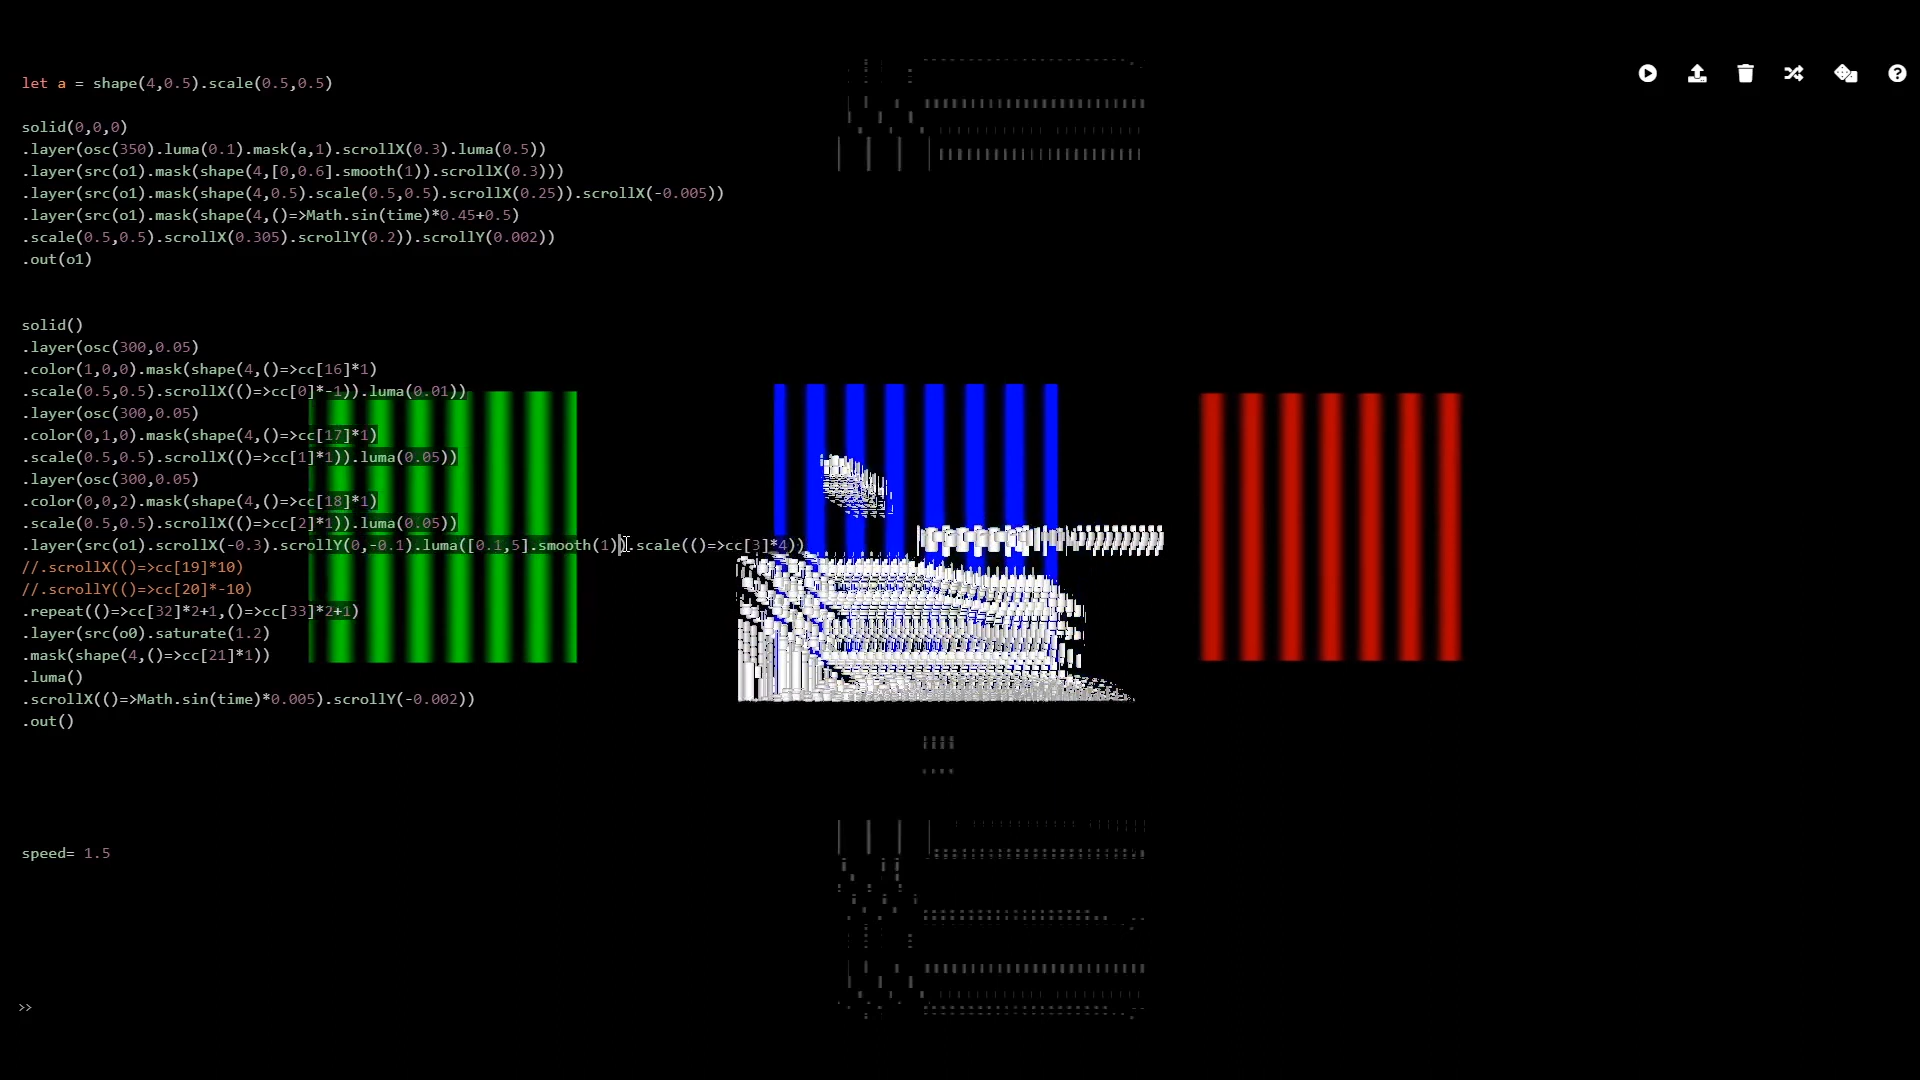 let a = shape(4,0.5).scale(0.5,0.5)
solid(0,0,0)
.layer(osc(350).luma(0.1).mask(a,1).scrollX(0.3).luma(0.5))
.layer(src(o1).mask(shape(4,[0,0.6].smooth(1)).scrollX(0.3)))
.layer(src(o1).mask(shape(4,0.5).scale(0.5,0.5).scrollX(0.25)).scrollX(-0.005))
.layer(src(o1).mask(shape(4,()=>Math.sin(time)*0.45+0.5)
.scale(0.5,0.5).scrollX(0.305).scrollY(0.2)).scrollY(0.002))
.out(o1)
solid()
.layer(osc(300,0.05)
.color(1,0,0).mask(shape(4,()=>cc[16]*1)
.scale(0.5,0.5).scrollX(()=>cc[0]*-1)).luma(0.01))
.layer(osc(300,0.05)
.color(0,1,0).mask(shape(4,()=>cc[17]*1)
.scale(0.5,0.5).scrollX(()=>cc[1]*1)).luma(0.05))
.layer(osc(300,0.05)
.color(0,0,2).mask(shape(4,()=>cc[18]*1)
.scale(0.5,0.5).scrollX(()=>cc[2]*1)).luma(0.05))
.layer(src(o1).scrollX(-0.3).scrollY(0,-0.1).luma([0.1,5].smooth(1)).scale(()=>cc[3]*4))
//.scrollX(()=>cc[19]*10)
//.scrollY(()=>cc[20]*-10)
.repeat(()=>cc[32]*2+1,()=>cc[33]*2+1)
.layer(src(o0).saturate(1.2)
.mask(shape(4,()=>cc[21]*1))
.luma()
.scrollX(()=>Math.sin(time)*0.005).scrollY(-0.002))
.out()
speed= 1.5
>>